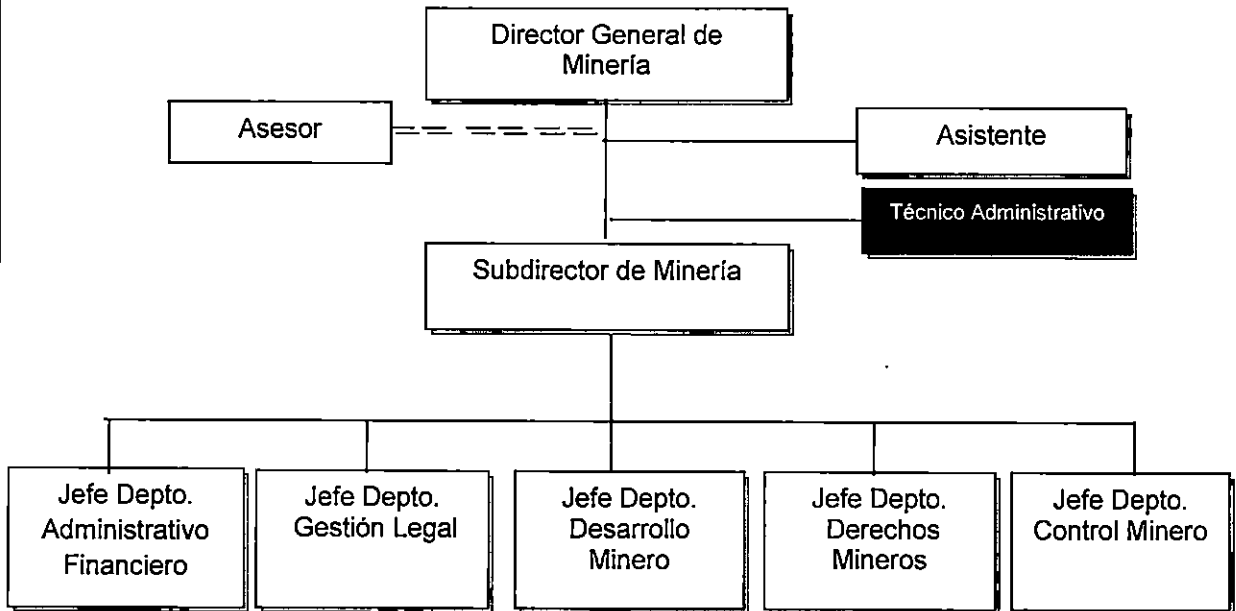 Director General de
Minería
Asesor
Asistente
Técnico Administrativo
Subdirector de Minería
Jefe Depto.
Administrativo
Financiero
Jefe Depto.
Gestión Legal
Jefe Depto.
Desarrollo
Minero
Jefe Depto.
Derechos
Mineros
Jefe Depto.
Control Minero